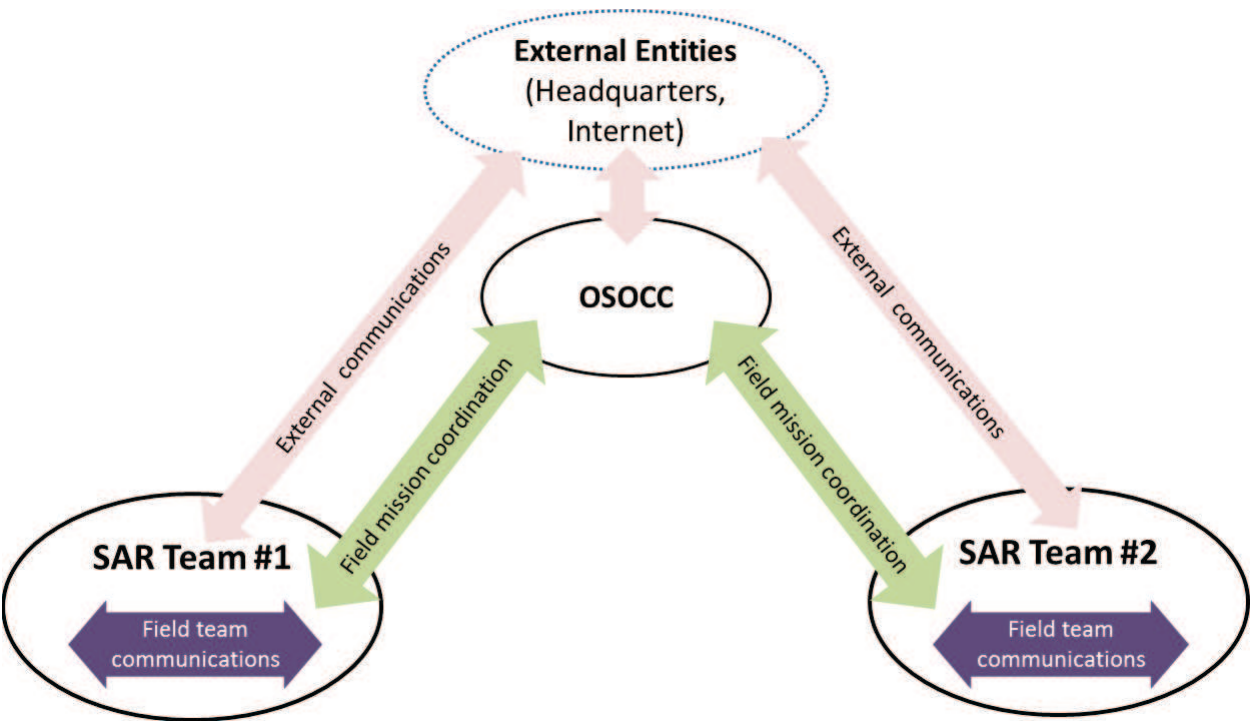 External Entities
(Headquarters,
Internet)
OSOCC
External communications
External communications
Field mission coordination
Field mission coordination
SAR Team #1
Field team
communications
SAR Team #2
Field team
communications